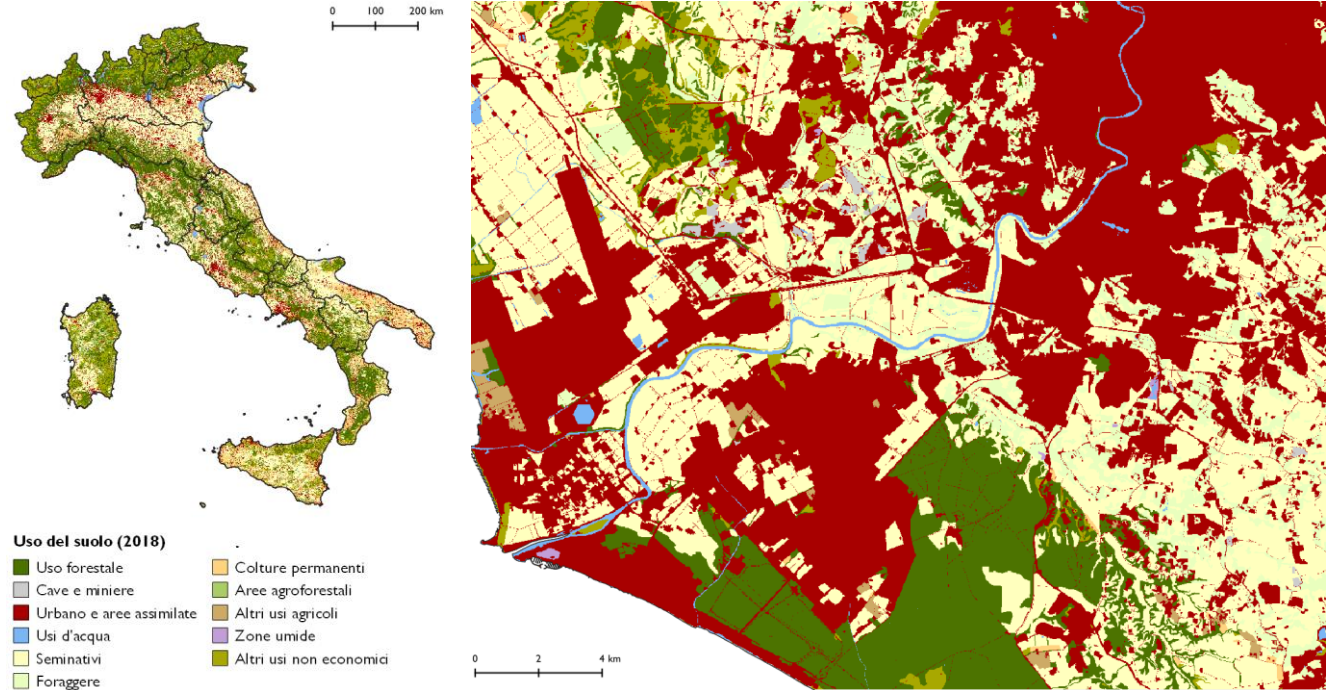 0 100 200 km
Uso del suolo (2018)
Uso forestale
Cave e miniere
Urbano e aree assimilate
Usi d'acqua
Seminativi
Foraggere
Colture permanenti
Aree agroforestali
Altri usi agricoli
Zone umide
Altri usi non economici
0 2 4 km